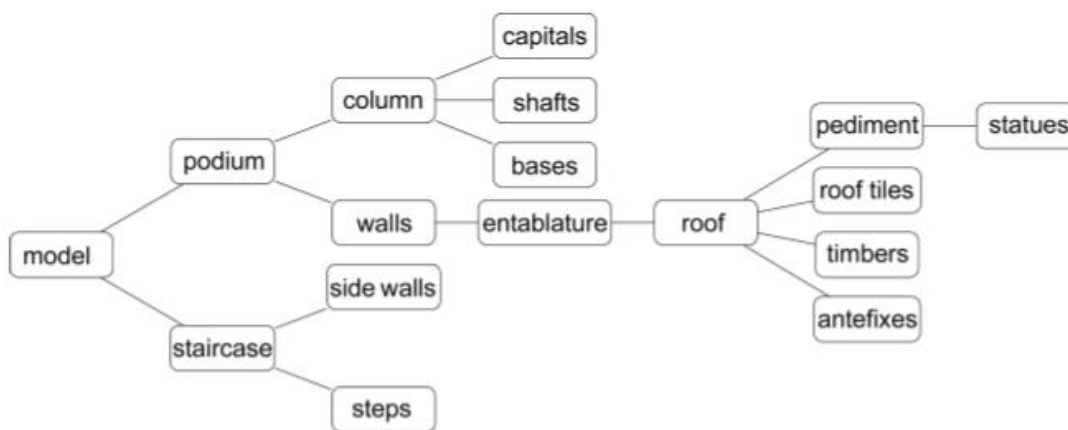 capitals
column
shafts
pediment
statues
podium
bases
roof tiles
walls
entablature
roof
model
timbers
side walls
antefixes
staircase
steps